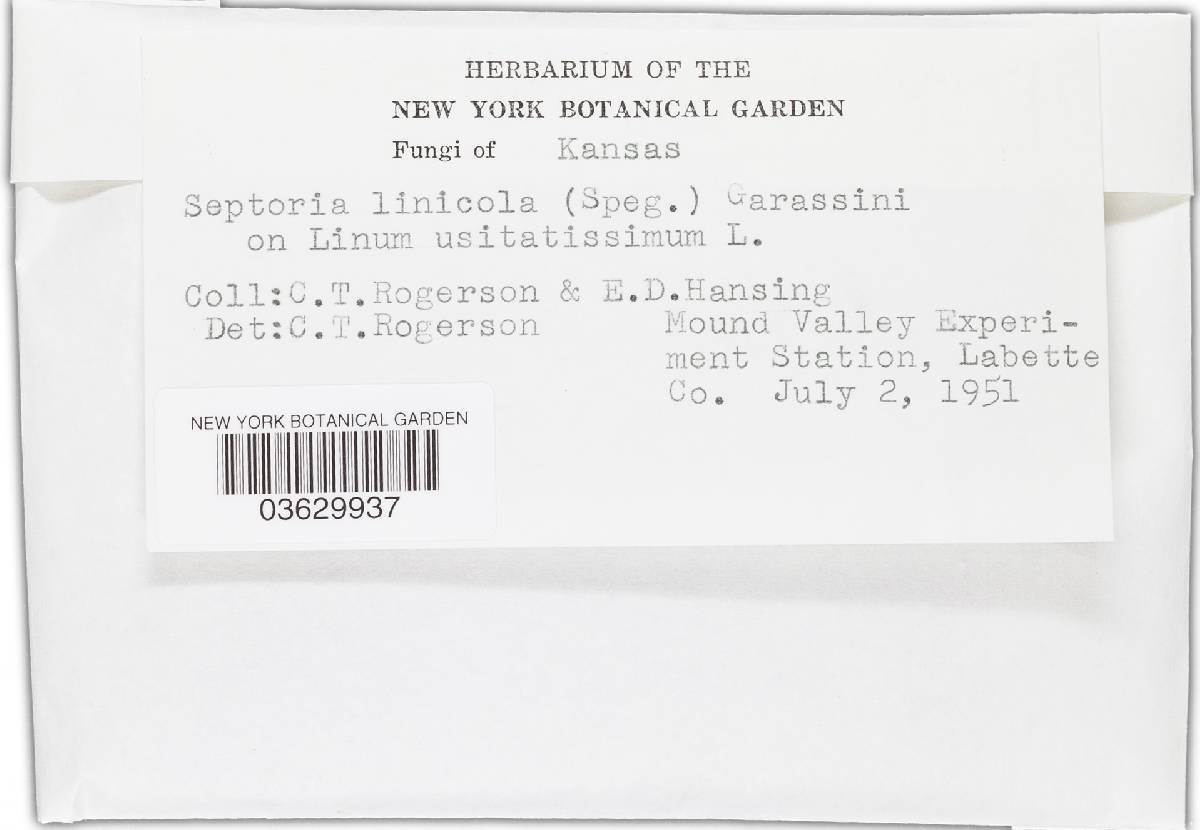 HERBARIUM OF THE
NEW YORK BOTANICAL GARDEN
Fungi of Kansas
Septoria linicola (Speg.) Garassini
on Linum usitatissimum L.
Coll:C.T.Rogerson & E.D.Hansing
Det:C.T.Rogerson
Mound Valley Experi-
ment Station, Labette
Co. July 2, 1951
NEW YORK BOTANICAL GARDEN
03629937